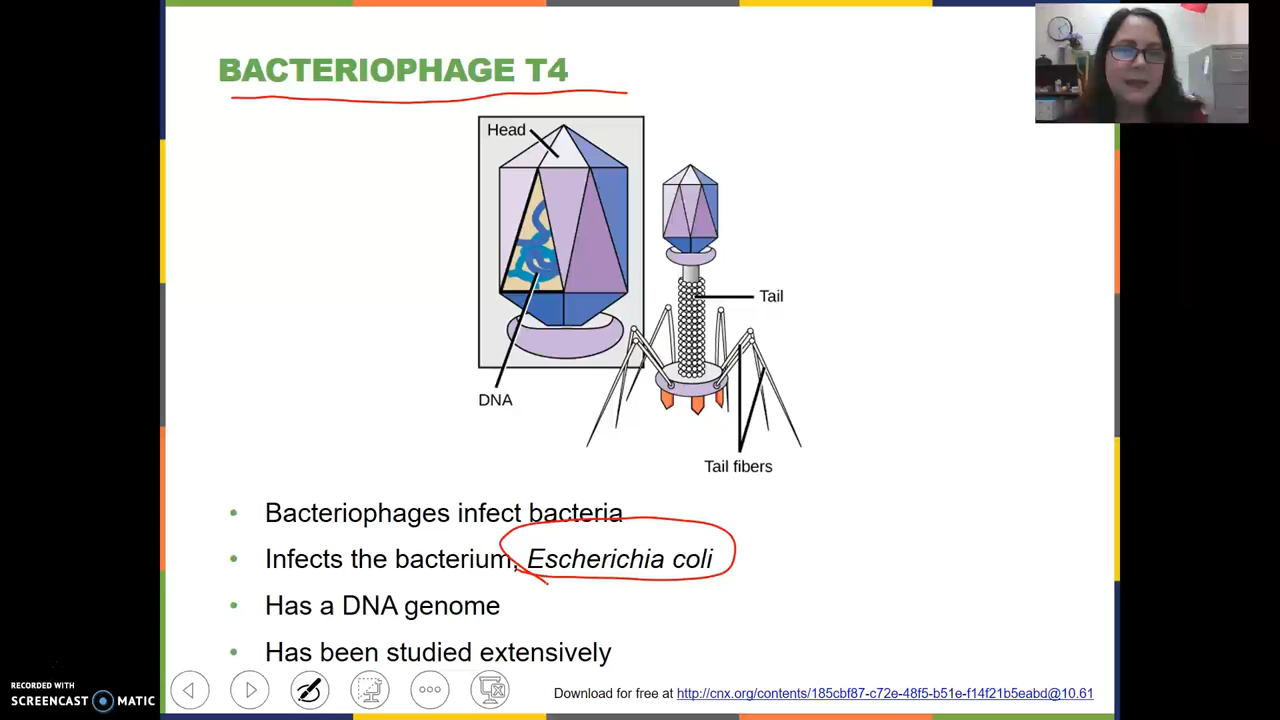 BACTERIOPHAGE T4
Head
Tail
DNA
Tail fibers
• Bacteriophages infect bacteria
• Infects the bacterium, Escherichia coli
• Has a DNA genome
• Has been studied extensively
RECORDED WITH
SCREENCAST MATIC
Download for free at http://cnx.org/contents/185cbf87-c72e-48f5-b51e-f14f21b5eabd@10.61